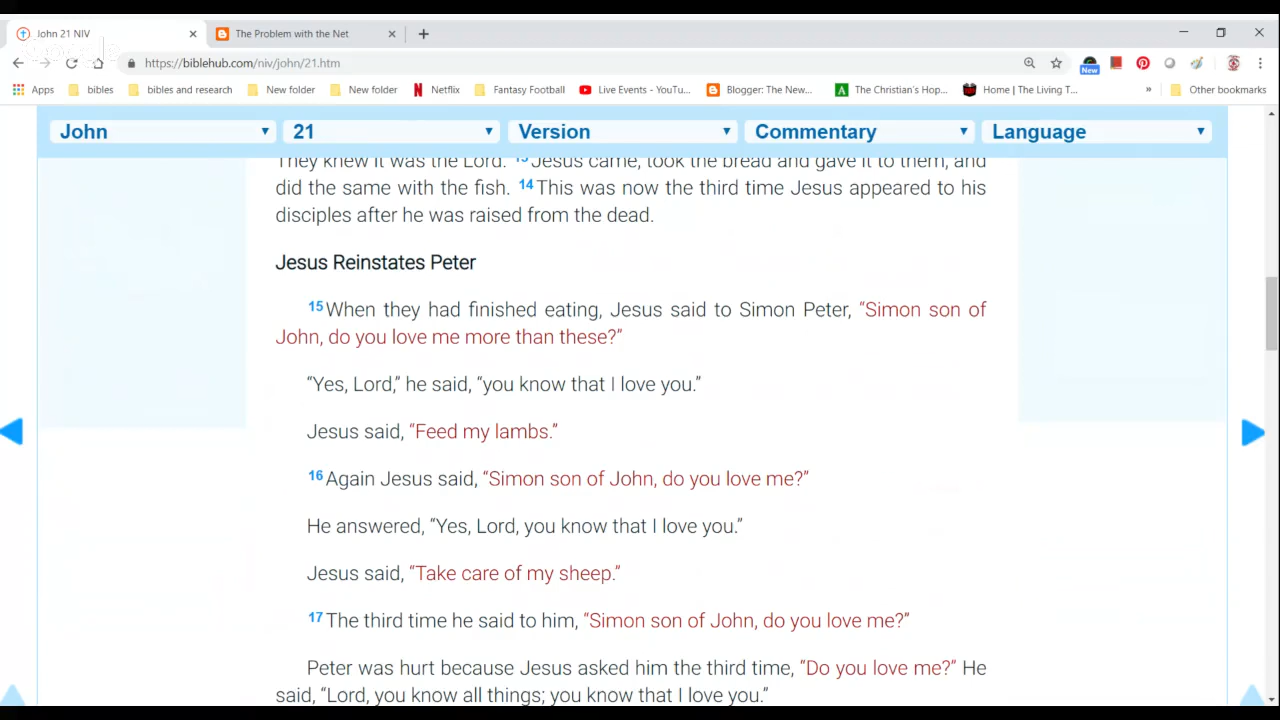 John 21 NIV
The Problem with the Net
https://biblehub.com/niv/john/21.htm
New
Apps bibles bibles and research New folder New folder Netflix Fantasy Football Live Events - YouTu... Blogger: The New... The Christian's Hop... Home | The Living T... » Other bookmarks
John 21 Version Commentary Language
They knew it was the Lord. 13 Jesus came, took the bread and gave it to them, and
did the same with the fish. 14 This was now the third time Jesus appeared to his
disciples after he was raised from the dead.
Jesus Reinstates Peter
15 When they had finished eating, Jesus said to Simon Peter, “Simon son of
John, do you love me more than these?”
“Yes, Lord,” he said, “you know that I love you.”
Jesus said, “Feed my lambs.”
16 Again Jesus said, “Simon son of John, do you love me?”
He answered, “Yes, Lord, you know that I love you.”
Jesus said, “Take care of my sheep.”
17 The third time he said to him, “Simon son of John, do you love me?”
Peter was hurt because Jesus asked him the third time, “Do you love me?” He
said, “Lord, you know all things; you know that I love you.”